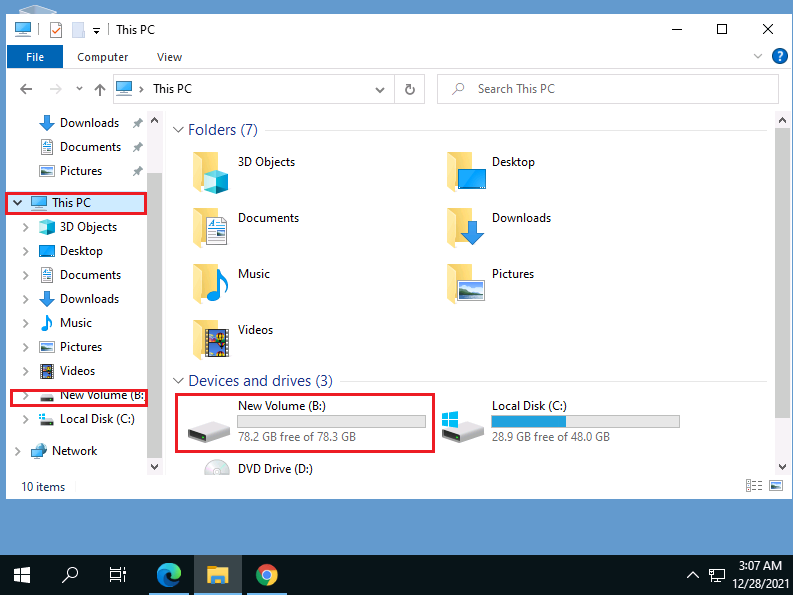 This PC
File Computer View
This PC
Search This PC
Downloads
Documents
Pictures
This PC
3D Objects
Desktop
Documents
Downloads
Music
Pictures
Videos
New Volume (B:
Local Disk (C:)
Network
Folders (7)
3D Objects
Desktop
Documents
Downloads
Music
Pictures
Videos
Devices and drives (3)
New Volume (B:)
78.2 GB free of 78.3 GB
Local Disk (C:)
28.9 GB free of 48.0 GB
DVD Drive (D:)
10 items
3:07 AM
12/28/2021